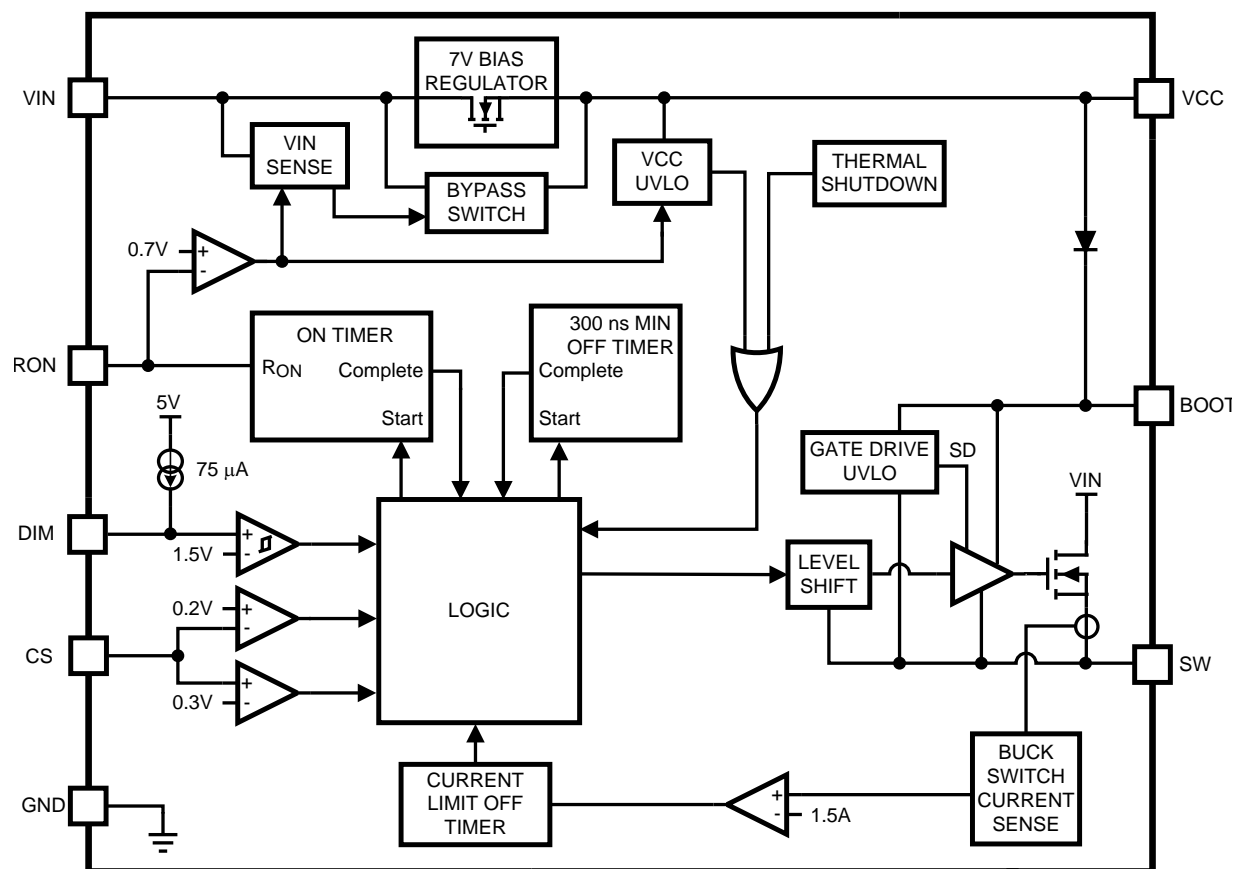 7V BIAS
REGULATOR
VIN
VCC
VIN
SENSE
VCC
UVLO
THERMAL
SHUTDOWN
BYPASS
SWITCH
0.7V
+
-
ON TIMER
RON
Complete
Start
300 ns MIN
OFF TIMER
Complete
Start
RON
BOOT
5V
75 μA
GATE DRIVE
UVLO
SD
VIN
DIM
+
1.5V
-
LEVEL
SHIFT
LOGIC
0.2V
+
-
CS
+
0.3V
-
SW
GND
CURRENT
LIMIT OFF
TIMER
+
-
1.5A
BUCK
SWITCH
CURRENT
SENSE